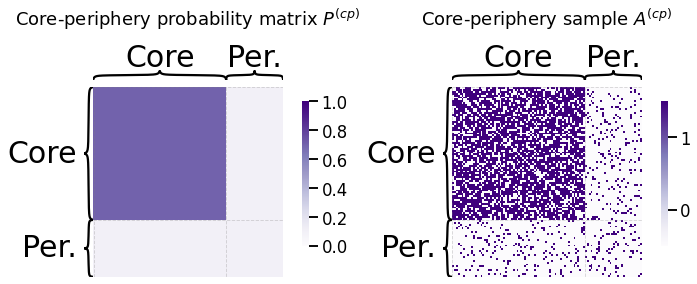 Core-periphery probability matrix P^(cp)
Core Per.
Core
Per.
1.0
0.8
0.6
0.4
0.2
0.0
Core-periphery sample A^(cp)
Core Per.
Core
Per.
1
0